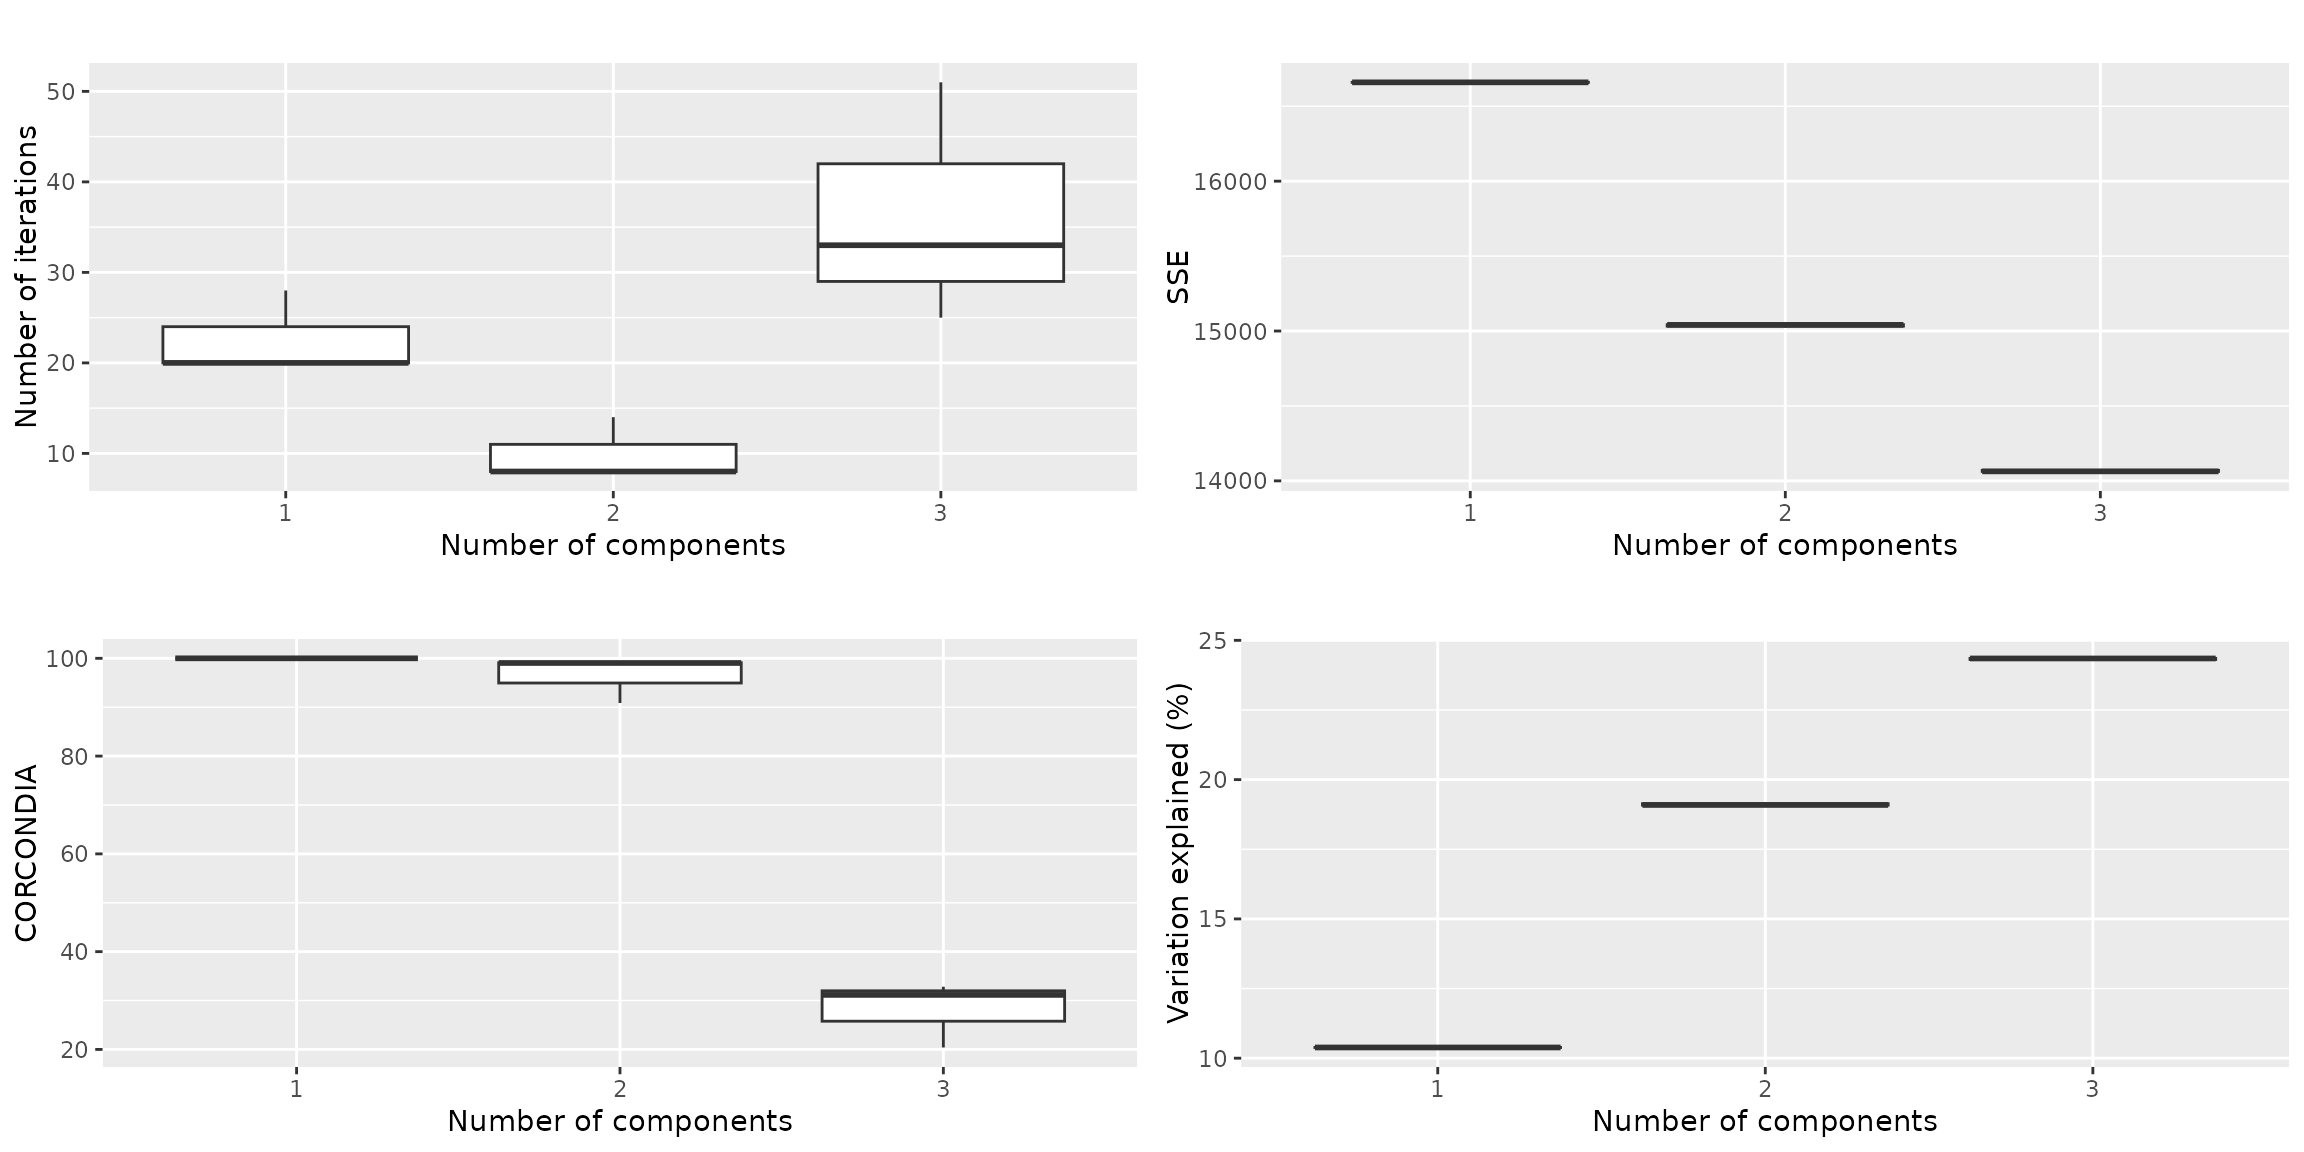 Number of iterations
50
40
30
20
10
1 2 3
Number of components
SSE
16000
15000
14000
1 2 3
Number of components
CORCONDIA
100
80
60
40
20
1 2 3
Number of components
Variation explained (%)
25
20
15
10
1 2 3
Number of components